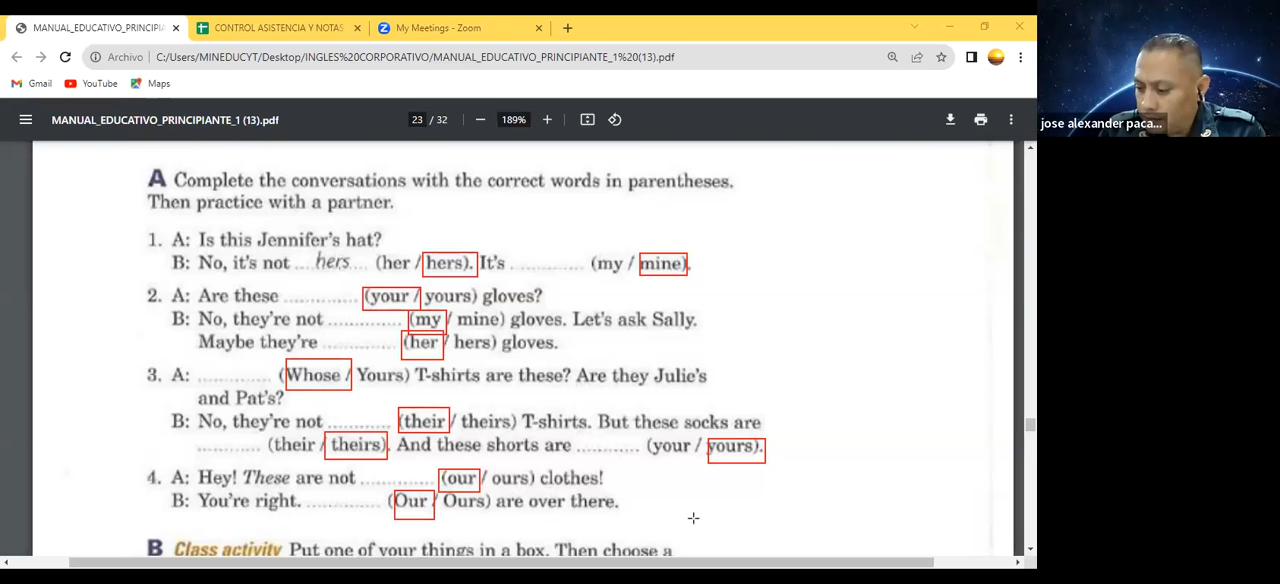 MANUAL_EDUCATIVO_PRINCIPI
CONTROL ASISTENCIA Y NOTAS
My Meetings - Zoom
Archivo
C:/Users/MINEDUCYT/Desktop/INGLES%20CORPORATIVO/MANUAL_EDUCATIVO_PRINCIPIANTE_1%20(13).pdf
Gmail
YouTube
Maps
MANUAL_EDUCATIVO_PRINCIPIANTE_1 (13).pdf
23 / 32
189%
jose alexander paca...
A Complete the conversations with the correct words in parentheses.
Then practice with a partner.
1. A: Is this Jennifer's hat?
B: No, it's not ....hers.... (her / hers). It's .............. (my / mine).
2. A: Are these .............. (your / yours) gloves?
B: No, they're not .............. (my / mine) gloves. Let's ask Sally.
Maybe they're .............. (her / hers) gloves.
3. A: .............. (Whose / Yours) T-shirts are these? Are they Julie's
and Pat's?
B: No, they're not .............. (their / theirs) T-shirts. But these socks are
.............. (their / theirs). And these shorts are .............. (your / yours).
4. A: Hey! These are not .............. (our / ours) clothes!
B: You're right. .............. (Our / Ours) are over there.
B Class activity Put one of your things in a box. Then choose a